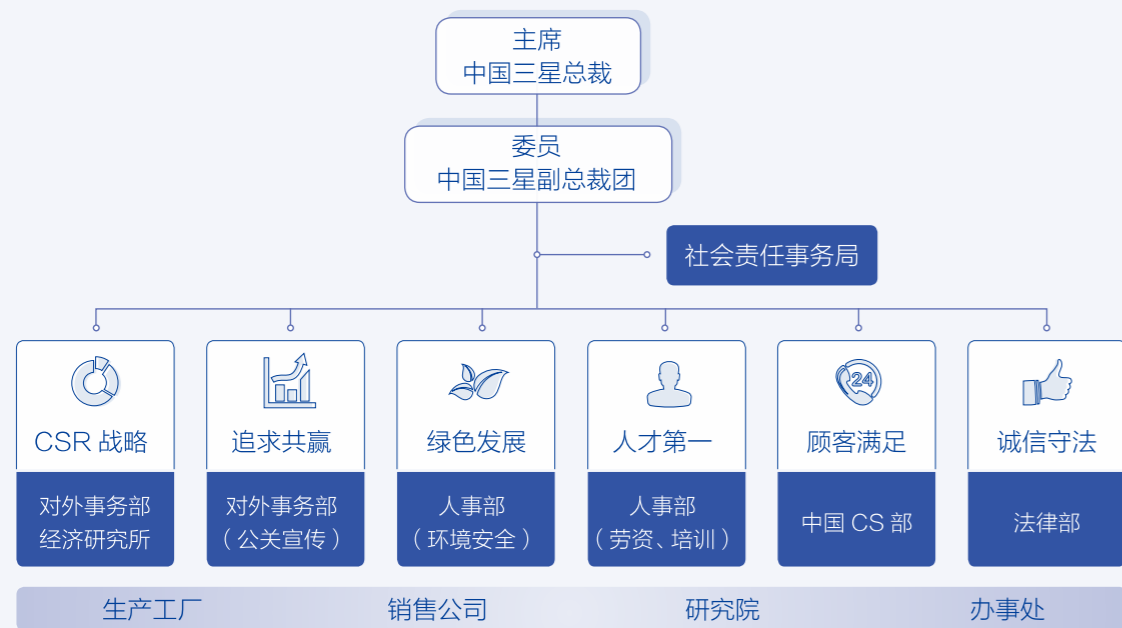 主席
中国三星总裁
委员
中国三星副总裁团
社会责任事务局
CSR 战略
追求共赢
绿色发展
人才第一
24
顾客满足
诚信守法
对外事务部
经济研究所
对外事务部
（公关宣传）
人事部
（环境安全）
人事部
（劳资、培训）
中国 CS 部
法律部
生产工厂
销售公司
研究院
办事处